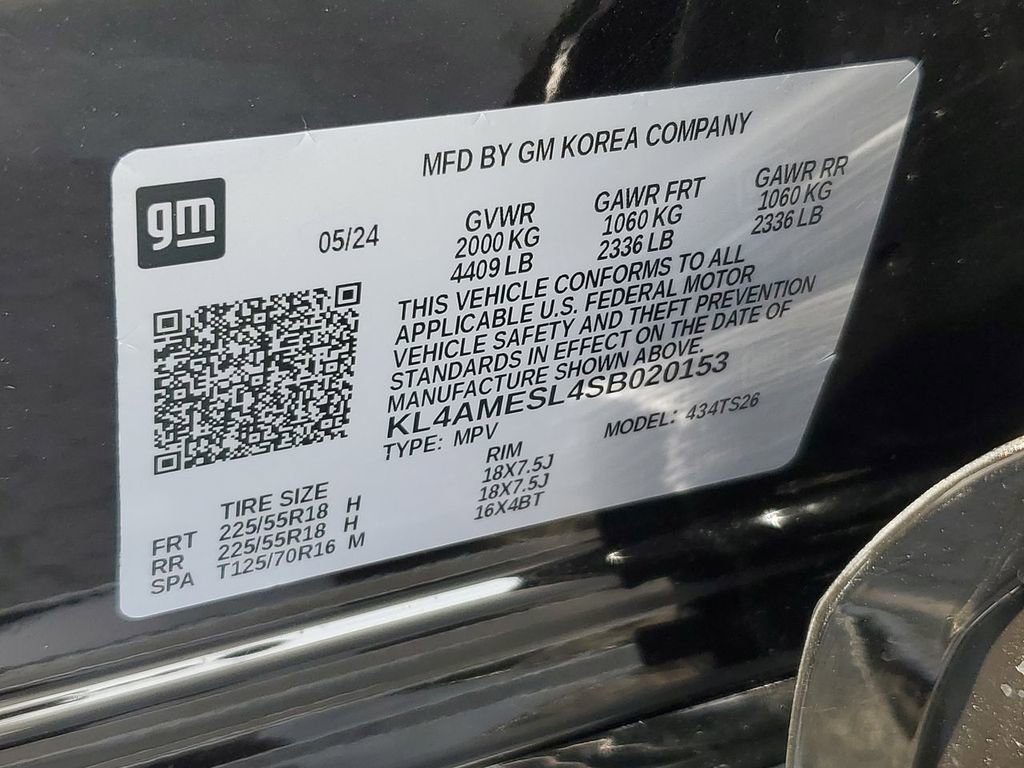 MFD BY GM KOREA COMPANY
gm
05/24
GVWR
2000 KG
4409 LB
GAWR FRT
1060 KG
2336 LB
GAWR RR
1060 KG
2336 LB
THIS VEHICLE CONFORMS TO ALL
APPLICABLE U.S. FEDERAL MOTOR
VEHICLE SAFETY AND THEFT PREVENTION
STANDARDS IN EFFECT ON THE DATE OF
MANUFACTURE SHOWN ABOVE.
KL4AMESL4SB020153
TYPE: MPV MODEL: 434TS26
TIRE SIZE RIM
FRT 225/55R18 H 18X7.5J
RR 225/55R18 H 18X7.5J
SPA T125/70R16 M 16X4BT